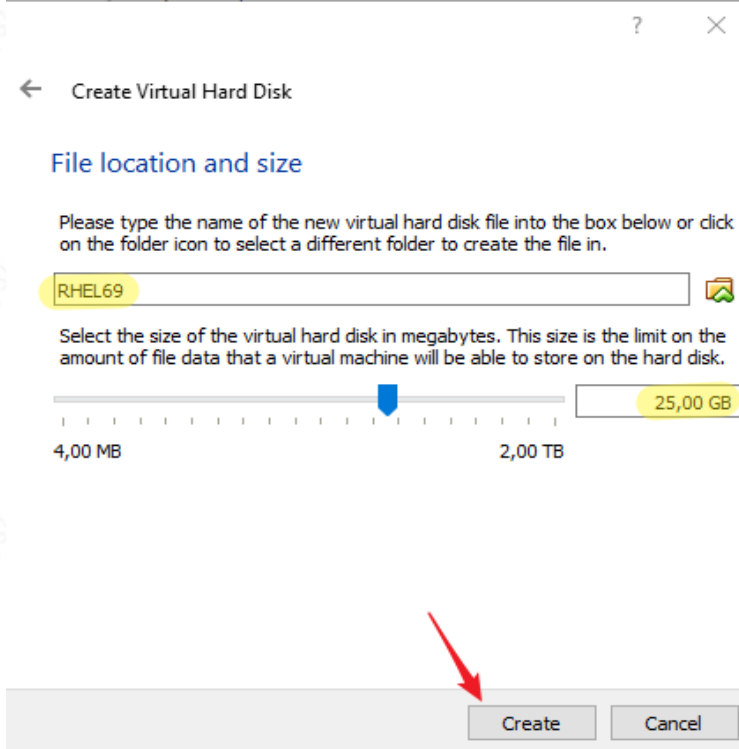 Create Virtual Hard Disk
File location and size
Please type the name of the new virtual hard disk file into the box below or click
on the folder icon to select a different folder to create the file in.
RHEL69
Select the size of the virtual hard disk in megabytes. This size is the limit on the
amount of file data that a virtual machine will be able to store on the hard disk.
25,00 GB
4,00 MB 2,00 TB
Create Cancel